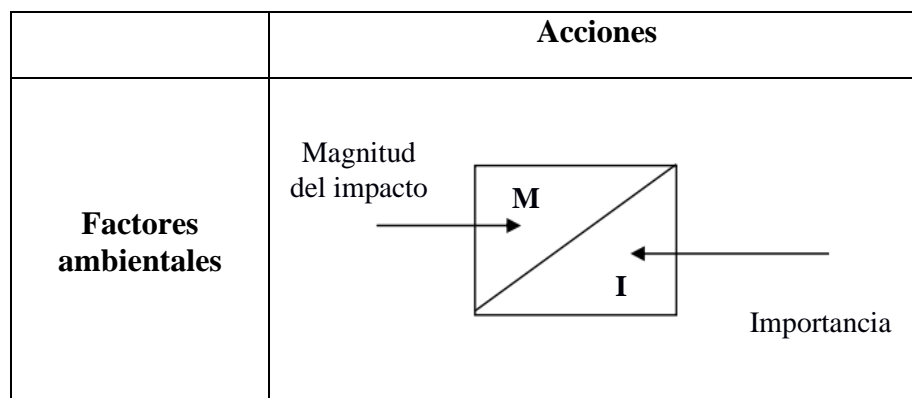 Acciones
Magnitud
del impacto
M
Factores
ambientales
I
Importancia